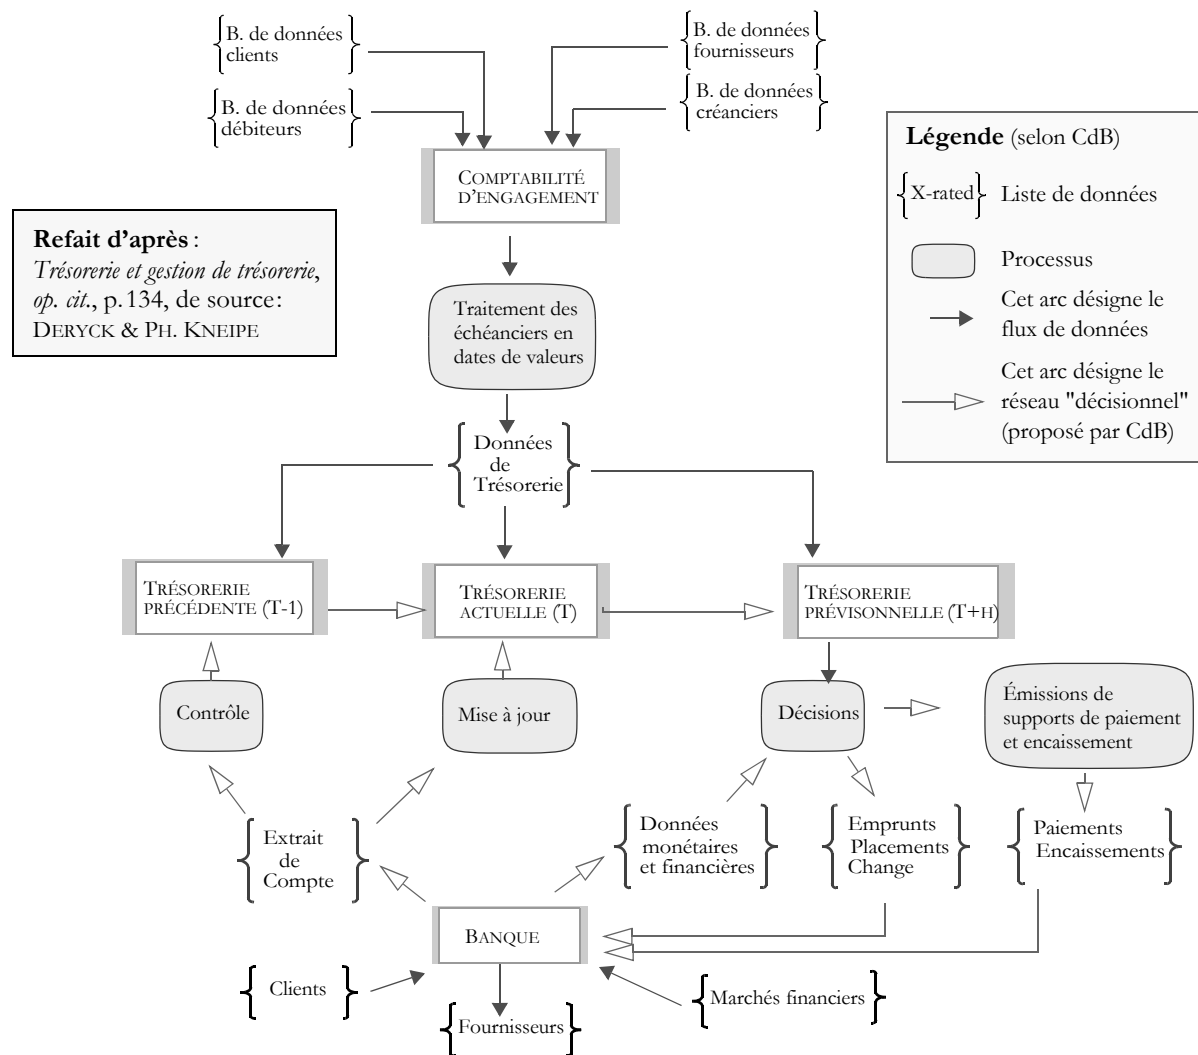 B. de données
clients
B. de données
fournisseurs
B. de données
débiteurs
B. de données
créanciers
COMPTABILITÉ
D'ENGAGEMENT
Légende (selon CdB)
X-rated
Liste de données
Processus
Cet arc désigne le
flux de données
Cet arc désigne le
réseau "décisionnel"
(proposé par CdB)
Refait d'après :
Trésorerie et gestion de trésorerie,
op. cit., p. 134, de source:
DERYCK & PH. KNEIPE
Traitement des
échéanciers en
dates de valeurs
Données
de
Trésorerie
TRÉSORERIE
PRÉCÉDENTE (T-1)
TRÉSORERIE
ACTUELLE (T)
TRÉSORERIE
PRÉVISONNELLE (T+H)
Contrôle
Mise à jour
Décisions
Émissions de
supports de paiement
et encaissement
Extrait
de
Compte
Données
monétaires
et financières
Emprunts
Placements
Change
Paiements
Encaissements
BANQUE
Clients
Fournisseurs
Marchés financiers